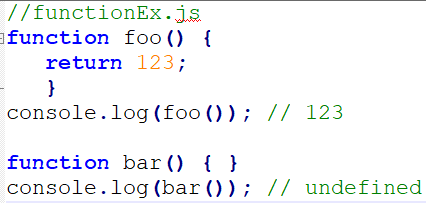 //functionEx.js
function foo() {
   return 123;
   }
console.log(foo()); // 123

function bar() { }
console.log(bar()); // undefined